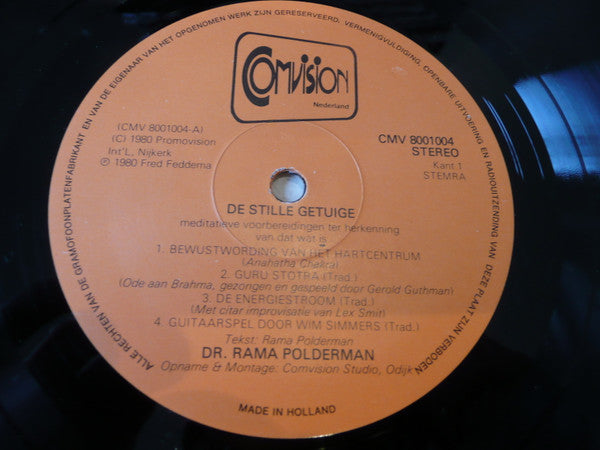 ALLE RECHTEN VAN DE GRAMOFOONPLATENFABRIKANT EN VAN DE EIGENAAR VAN HET OPGENOMEN WERK ZIJN GERESERVEERD. VERMENIGVULDIGING, OPENBARE UITVOERING EN RADIOUITZENDING VAN DEZE PLAAT ZIJN VERBODEN
COMVISION
Nederland
(CMV 8001004-A)
(C) 1980 Promovision
Int'L, Nijkerk
℗ 1980 Fred Feddema
CMV 8001004
STEREO
Kant 1
STEMRA
DE STILLE GETUIGE
meditatieve voorbereidingen ter herkenning
van dat wat is
1. BEWUSTWORDING VAN HET HARTCENTRUM
(Anahatha Chakra)
2. GURU STOTRA (Trad.)
(Ode aan Brahma, gezongen en gespeeld door Gerold Guthman)
3. DE ENERGIESTROOM (Trad.)
(Met citar improvisatie van Lex Smit)
4. GUITAARSPEL DOOR WIM SIMMERS (Trad.)
Tekst: Rama Polderman
DR. RAMA POLDERMAN
Opname & Montage: Comvision Studio, Odijk
MADE IN HOLLAND